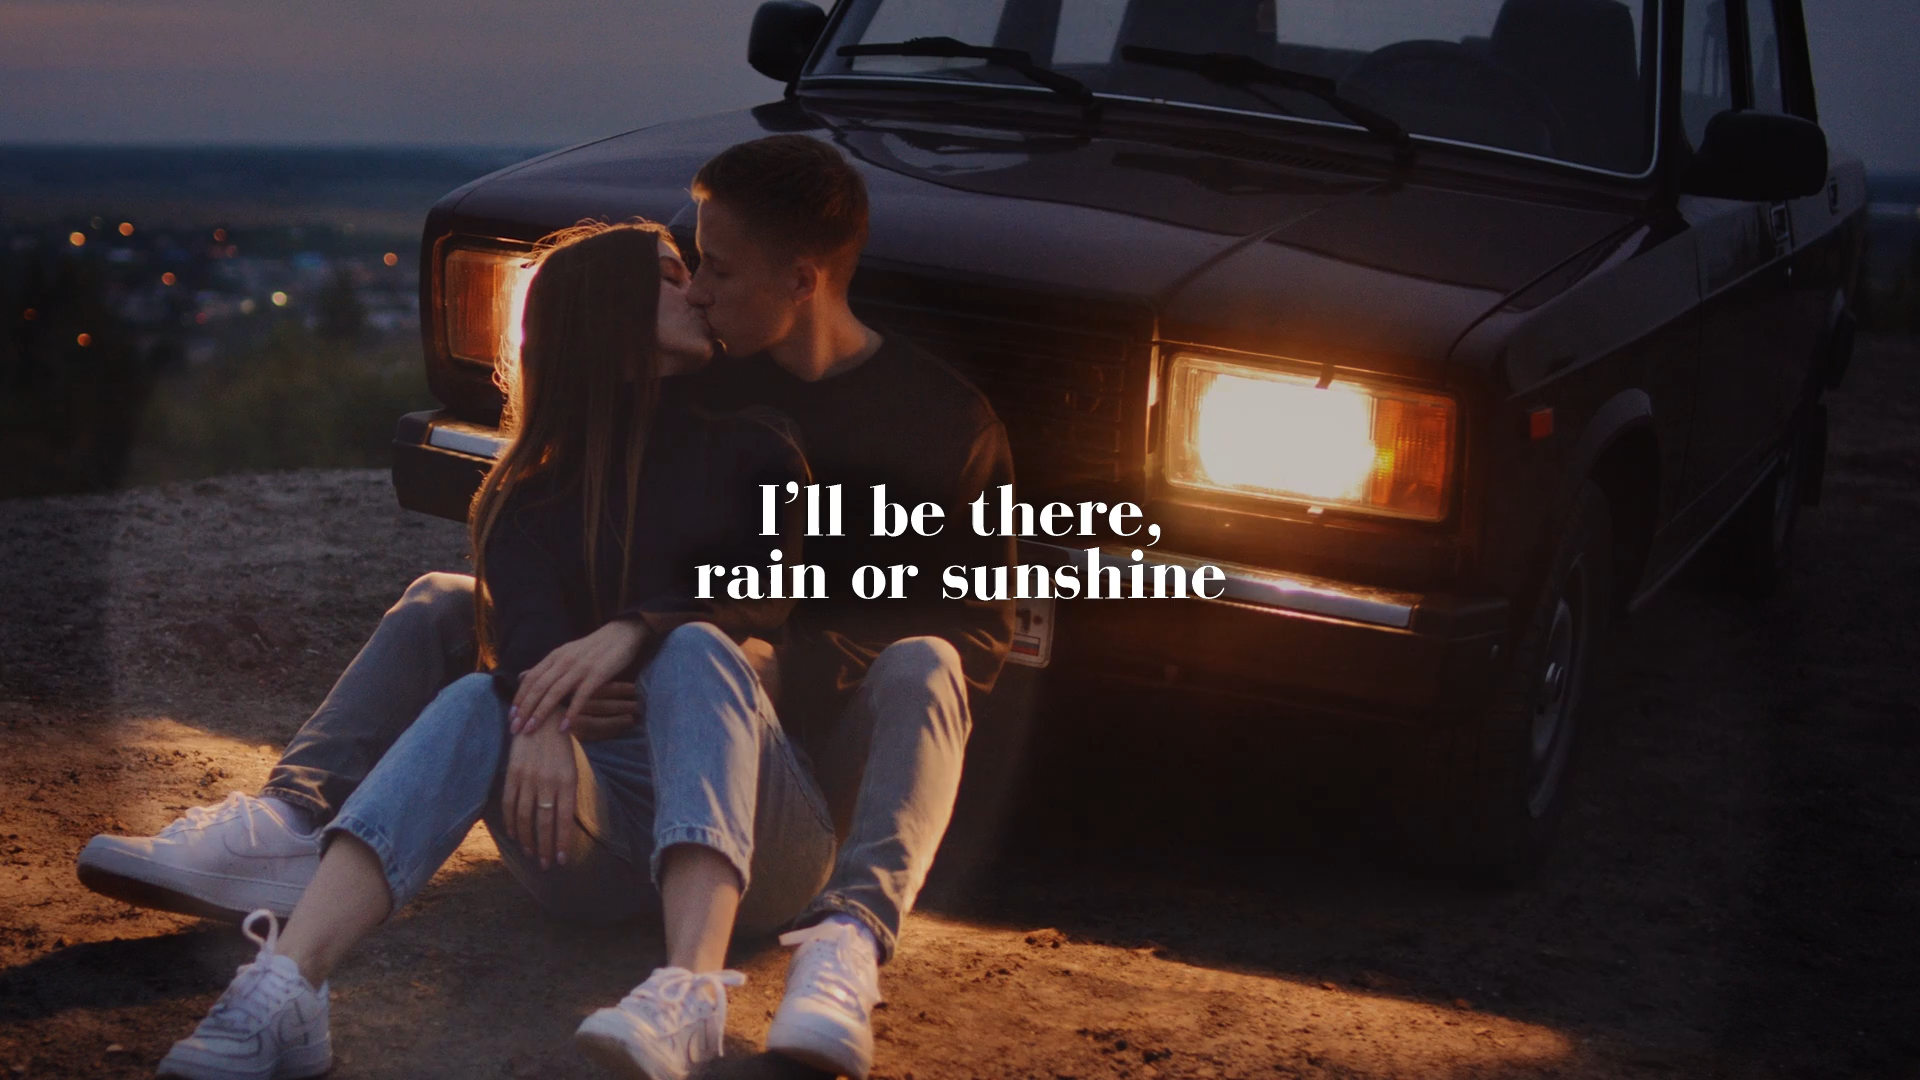 I’ll be there,
rain or sunshine